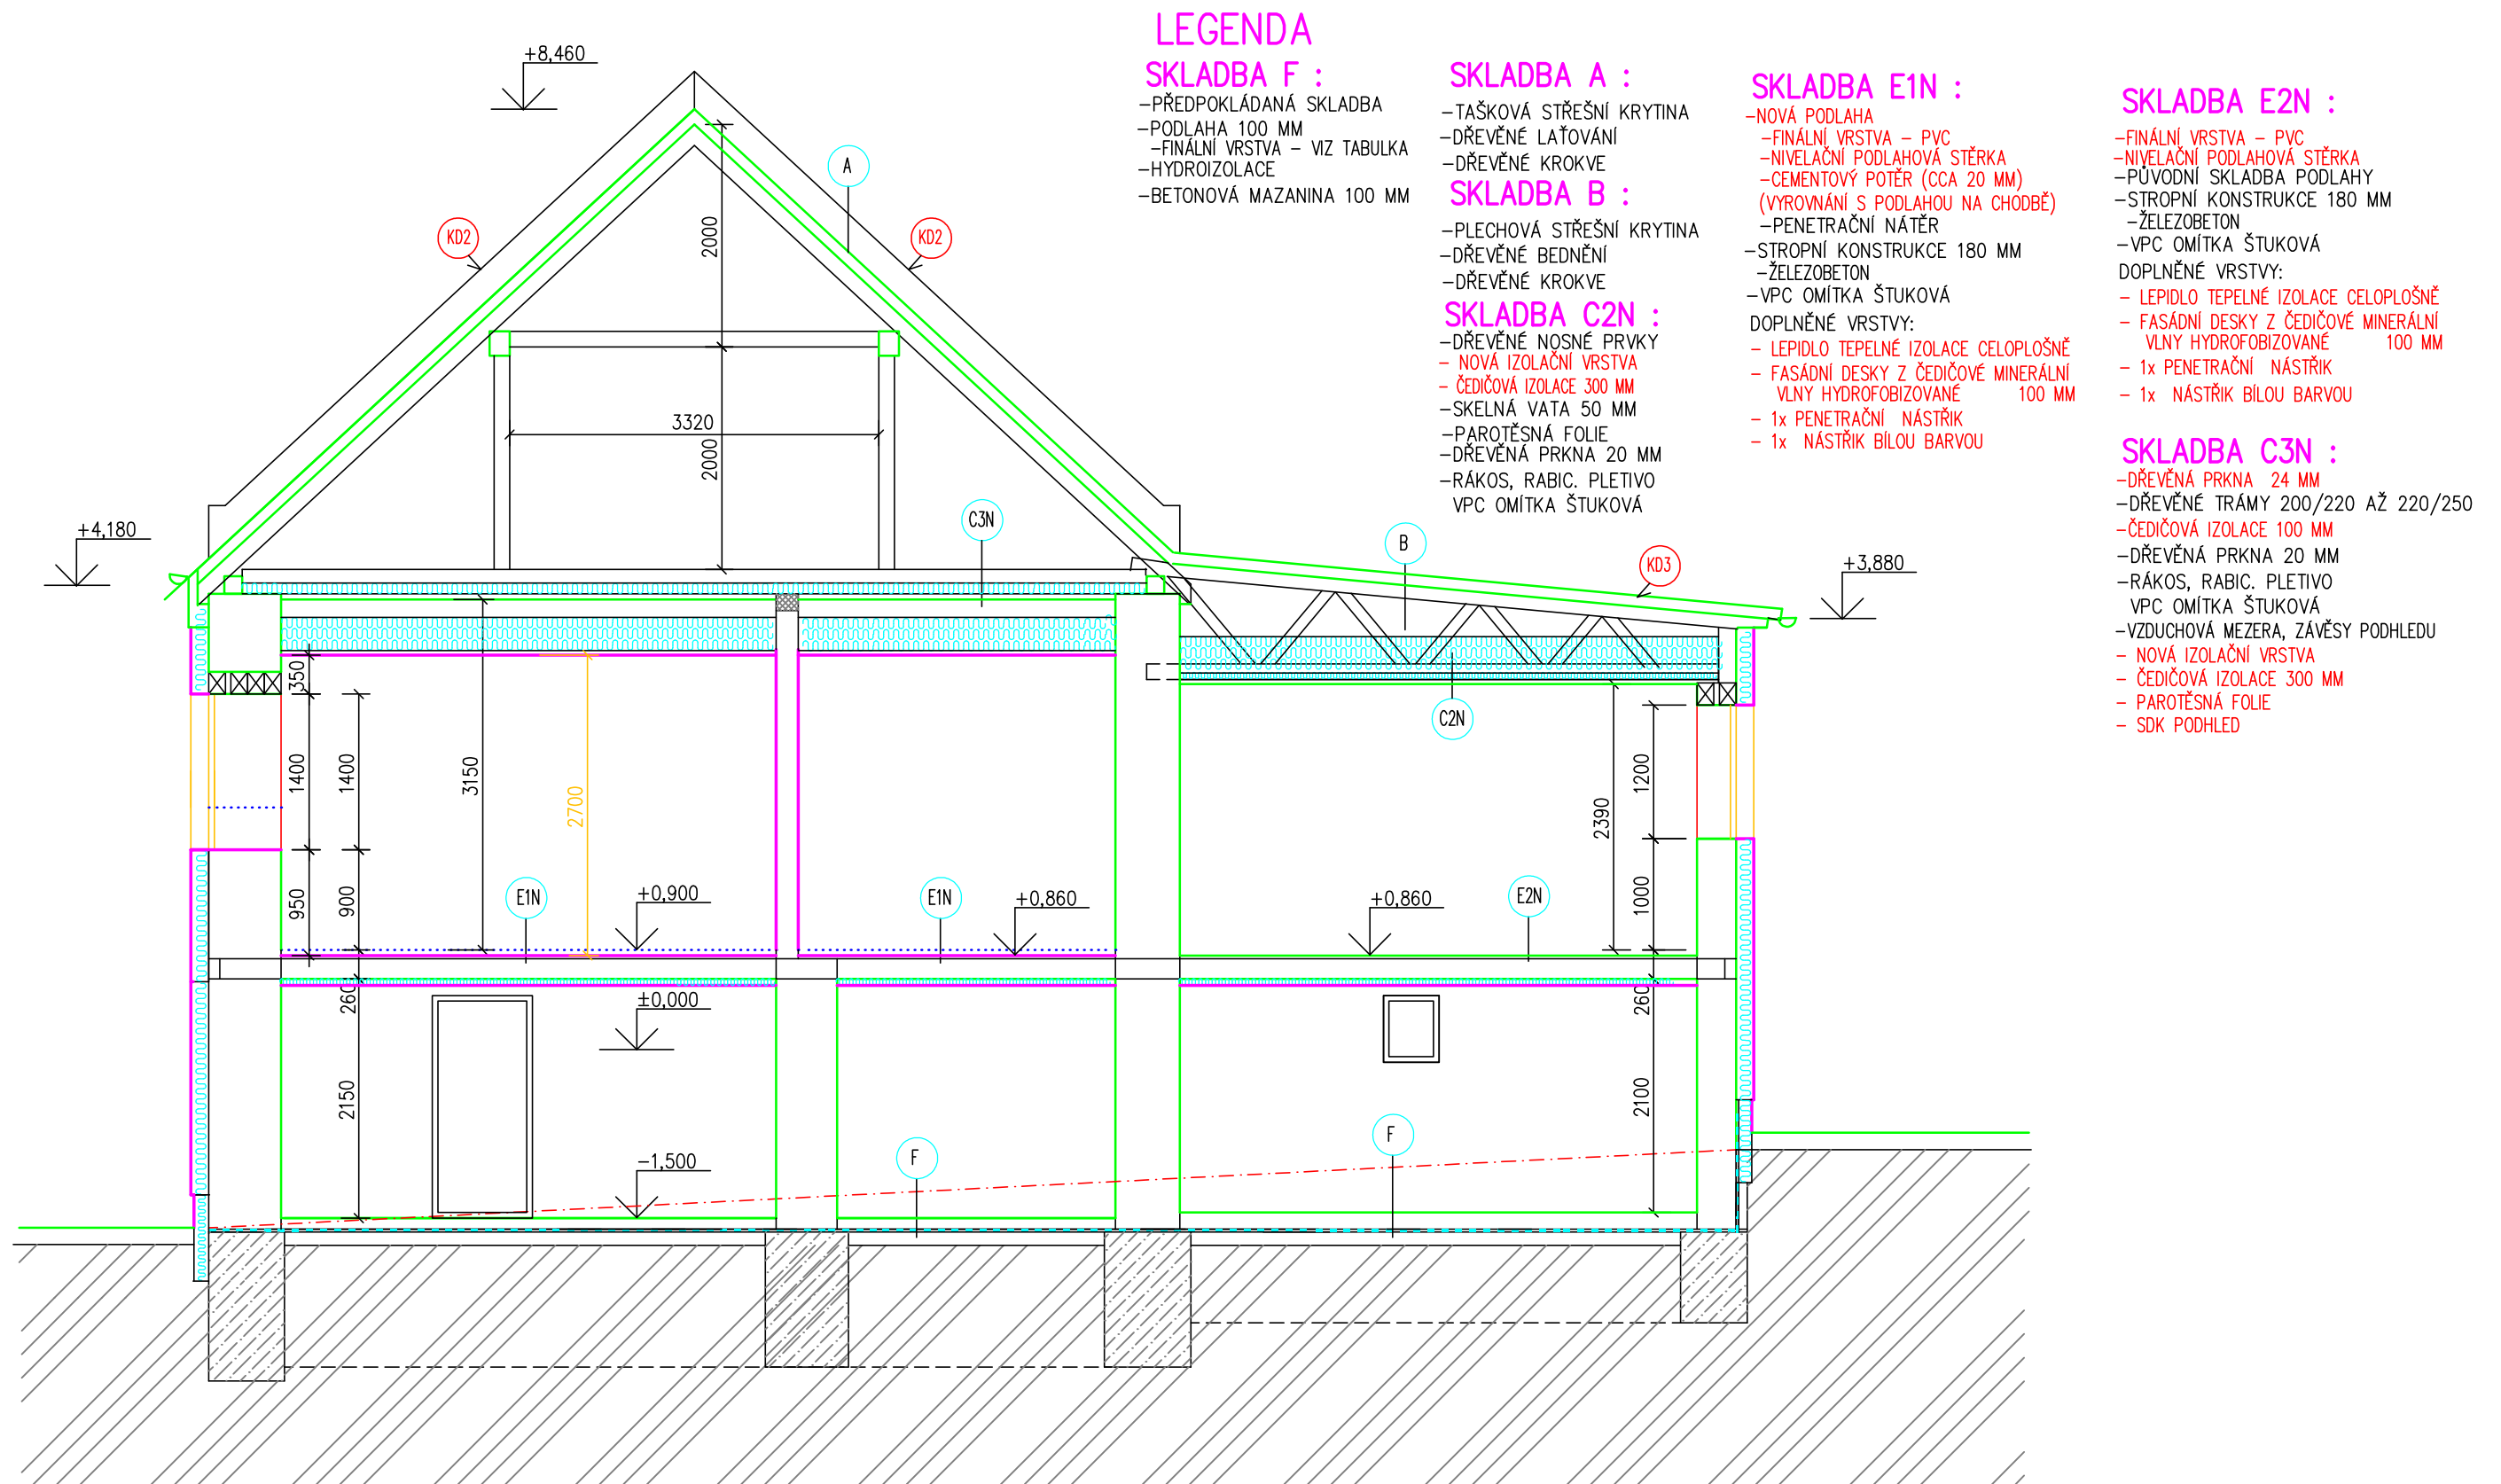 LEGENDA
SKLADBA F :
–PŘEDPOKLÁDANÁ SKLADBA
–PODLAHA 100 MM
–FINÁLNÍ VRSTVA – VIZ TABULKA
–HYDROIZOLACE
–BETONOVÁ MAZANINA 100 MM
SKLADBA A :
–TAŠKOVÁ STŘEŠNÍ KRYTINA
–DŘEVĚNÉ LAŤOVÁNÍ
–DŘEVĚNÉ KROKVE
SKLADBA B :
–PLECHOVÁ STŘEŠNÍ KRYTINA
–DŘEVĚNÉ BEDNĚNÍ
–DŘEVĚNÉ KROKVE
SKLADBA C2N :
–DŘEVĚNÉ NOSNÉ PRVKY
– NOVÁ IZOLAČNÍ VRSTVA
– ČEDIČOVÁ IZOLACE 300 MM
–SKELNÁ VATA 50 MM
–PAROTĚSNÁ FOLIE
–DŘEVĚNÁ PRKNA 20 MM
–RÁKOS, RABIC. PLETIVO
VPC OMÍTKA ŠTUKOVÁ
SKLADBA E1N :
–NOVÁ PODLAHA
–FINÁLNÍ VRSTVA – PVC
–NIVELAČNÍ PODLAHOVÁ STĚRKA
–CEMENTOVÝ POTĚR (CCA 20 MM)
(VYROVNÁNÍ S PODLAHOU NA CHODBĚ)
–PENETRAČNÍ NÁTĚR
–STROPNÍ KONSTRUKCE 180 MM
–ŽELEZOBETON
–VPC OMÍTKA ŠTUKOVÁ
DOPLNĚNÉ VRSTVY:
– LEPIDLO TEPELNÉ IZOLACE CELOPLOŠNĚ
– FASÁDNÍ DESKY Z ČEDIČOVÉ MINERÁLNÍ
VLNY HYDROFOBIZOVANÉ 100 MM
– 1x PENETRAČNÍ NÁSTŘIK
– 1x NÁSTŘIK BÍLOU BARVOU
SKLADBA E2N :
–FINÁLNÍ VRSTVA – PVC
–NIVELAČNÍ PODLAHOVÁ STĚRKA
–PŮVODNÍ SKLADBA PODLAHY
–STROPNÍ KONSTRUKCE 180 MM
–ŽELEZOBETON
–VPC OMÍTKA ŠTUKOVÁ
DOPLNĚNÉ VRSTVY:
– LEPIDLO TEPELNÉ IZOLACE CELOPLOŠNĚ
– FASÁDNÍ DESKY Z ČEDIČOVÉ MINERÁLNÍ
VLNY HYDROFOBIZOVANÉ 100 MM
– 1x PENETRAČNÍ NÁSTŘIK
– 1x NÁSTŘIK BÍLOU BARVOU
SKLADBA C3N :
–DŘEVĚNÁ PRKNA 24 MM
–DŘEVĚNÉ TRÁMY 200/220 AŽ 220/250
–ČEDIČOVÁ IZOLACE 100 MM
–DŘEVĚNÁ PRKNA 20 MM
–RÁKOS, RABIC. PLETIVO
VPC OMÍTKA ŠTUKOVÁ
–VZDUCHOVÁ MEZERA, ZÁVĚSY PODHLEDU
– NOVÁ IZOLAČNÍ VRSTVA
– ČEDIČOVÁ IZOLACE 300 MM
– PAROTĚSNÁ FOLIE
– SDK PODHLED
+8,460
A
KD2
KD2
2000
3320
2000
+4,180
C3N
B
KD3
+3,880
350
C2N
1400
1400
3150
2700
2390
1200
950
900
E1N
+0,900
E1N
+0,860
+0,860
E2N
1000
260
±0,000
260
2150
2100
–1,500
F
F